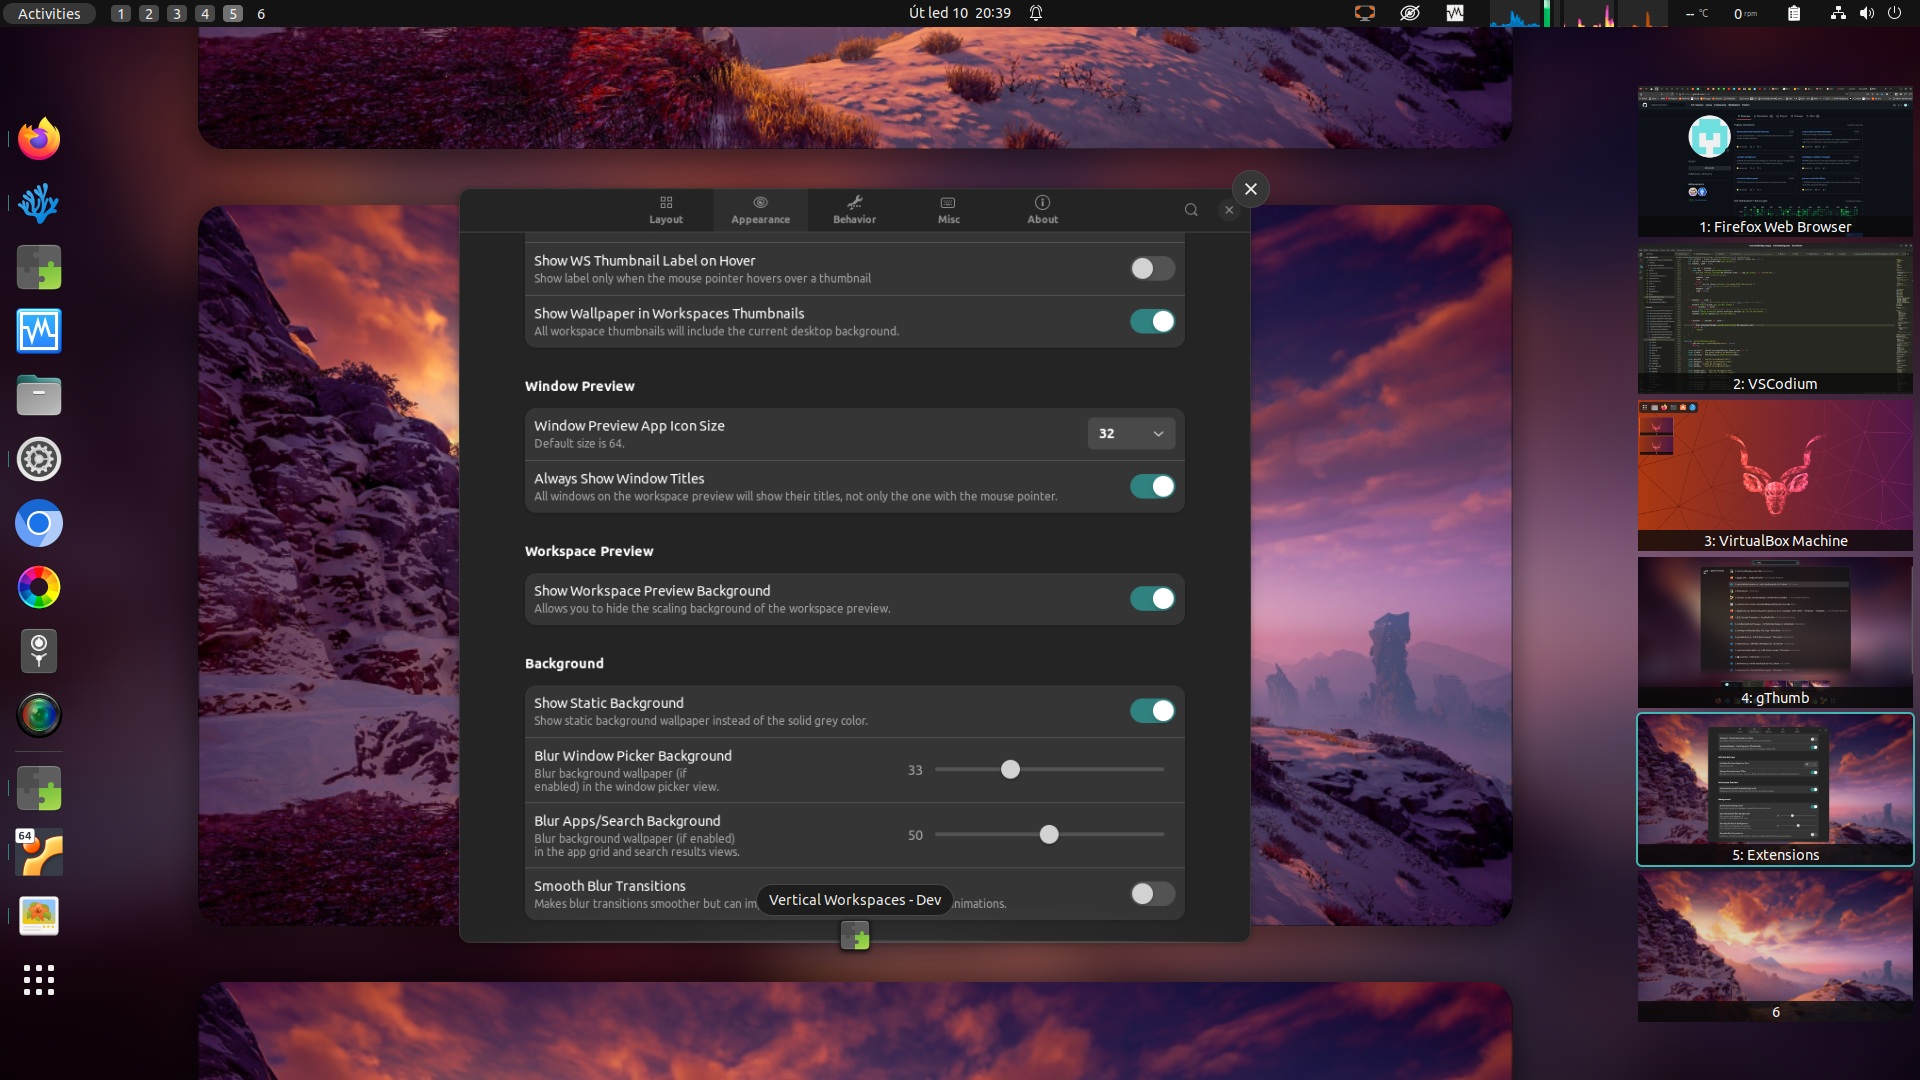 Activities
1 2 3 4 5 6
Út led 10 20:39
-- °C
0 rpm
Layout
Appearance
Behavior
Misc
About
Show WS Thumbnail Label on Hover
Show label only when the mouse pointer hovers over a thumbnail
Show Wallpaper in Workspaces Thumbnails
All workspace thumbnails will include the current desktop background.
Window Preview
Window Preview App Icon Size
Default size is 64.
32
Always Show Window Titles
All windows on the workspace preview will show their titles, not only the one with the mouse pointer.
Workspace Preview
Show Workspace Preview Background
Allows you to hide the scaling background of the workspace preview.
Background
Show Static Background
Show static background wallpaper instead of the solid grey color.
Blur Window Picker Background
Blur background wallpaper (if
enabled) in the window picker view.
33
Blur Apps/Search Background
Blur background wallpaper (if enabled)
in the app grid and search results views.
50
Smooth Blur Transitions
Makes blur transitions smoother but can im
nimations.
Vertical Workspaces - Dev
64
1: Firefox Web Browser
2: VSCodium
3: VirtualBox Machine
4: gThumb
5: Extensions
6